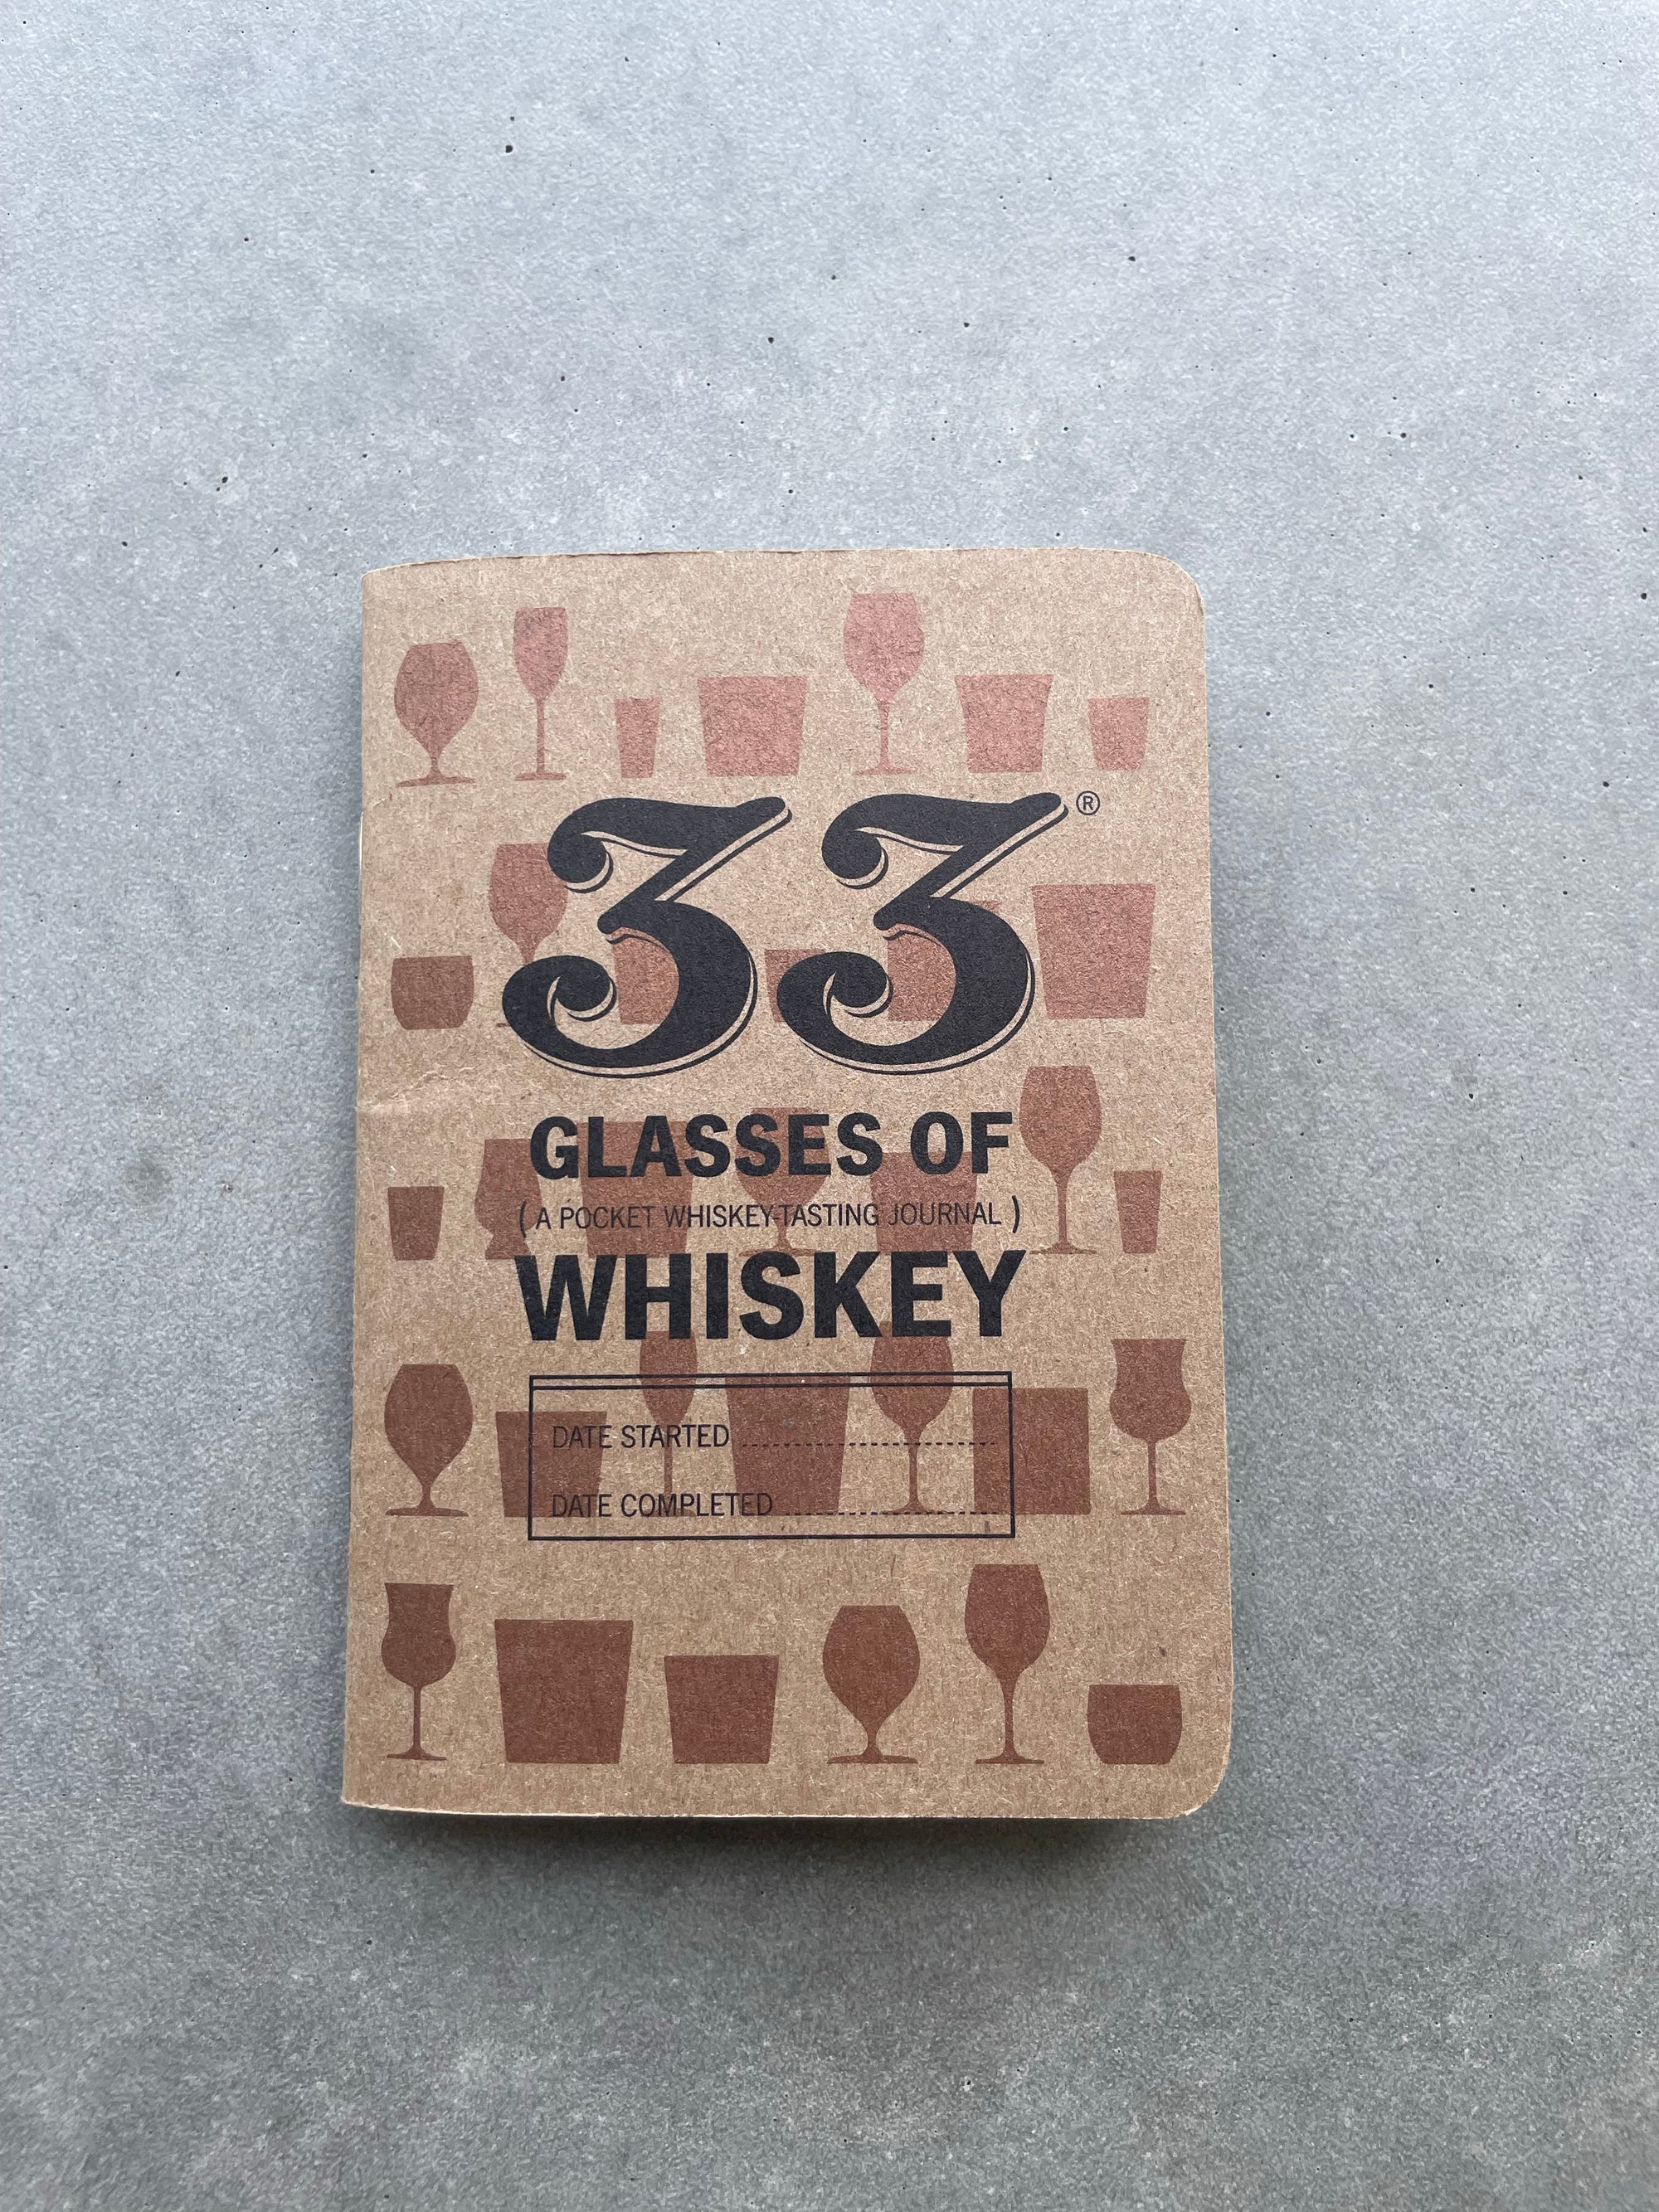 33®
GLASSES OF
( A POCKET WHISKEY-TASTING JOURNAL )
WHISKEY
DATE STARTED
DATE COMPLETED